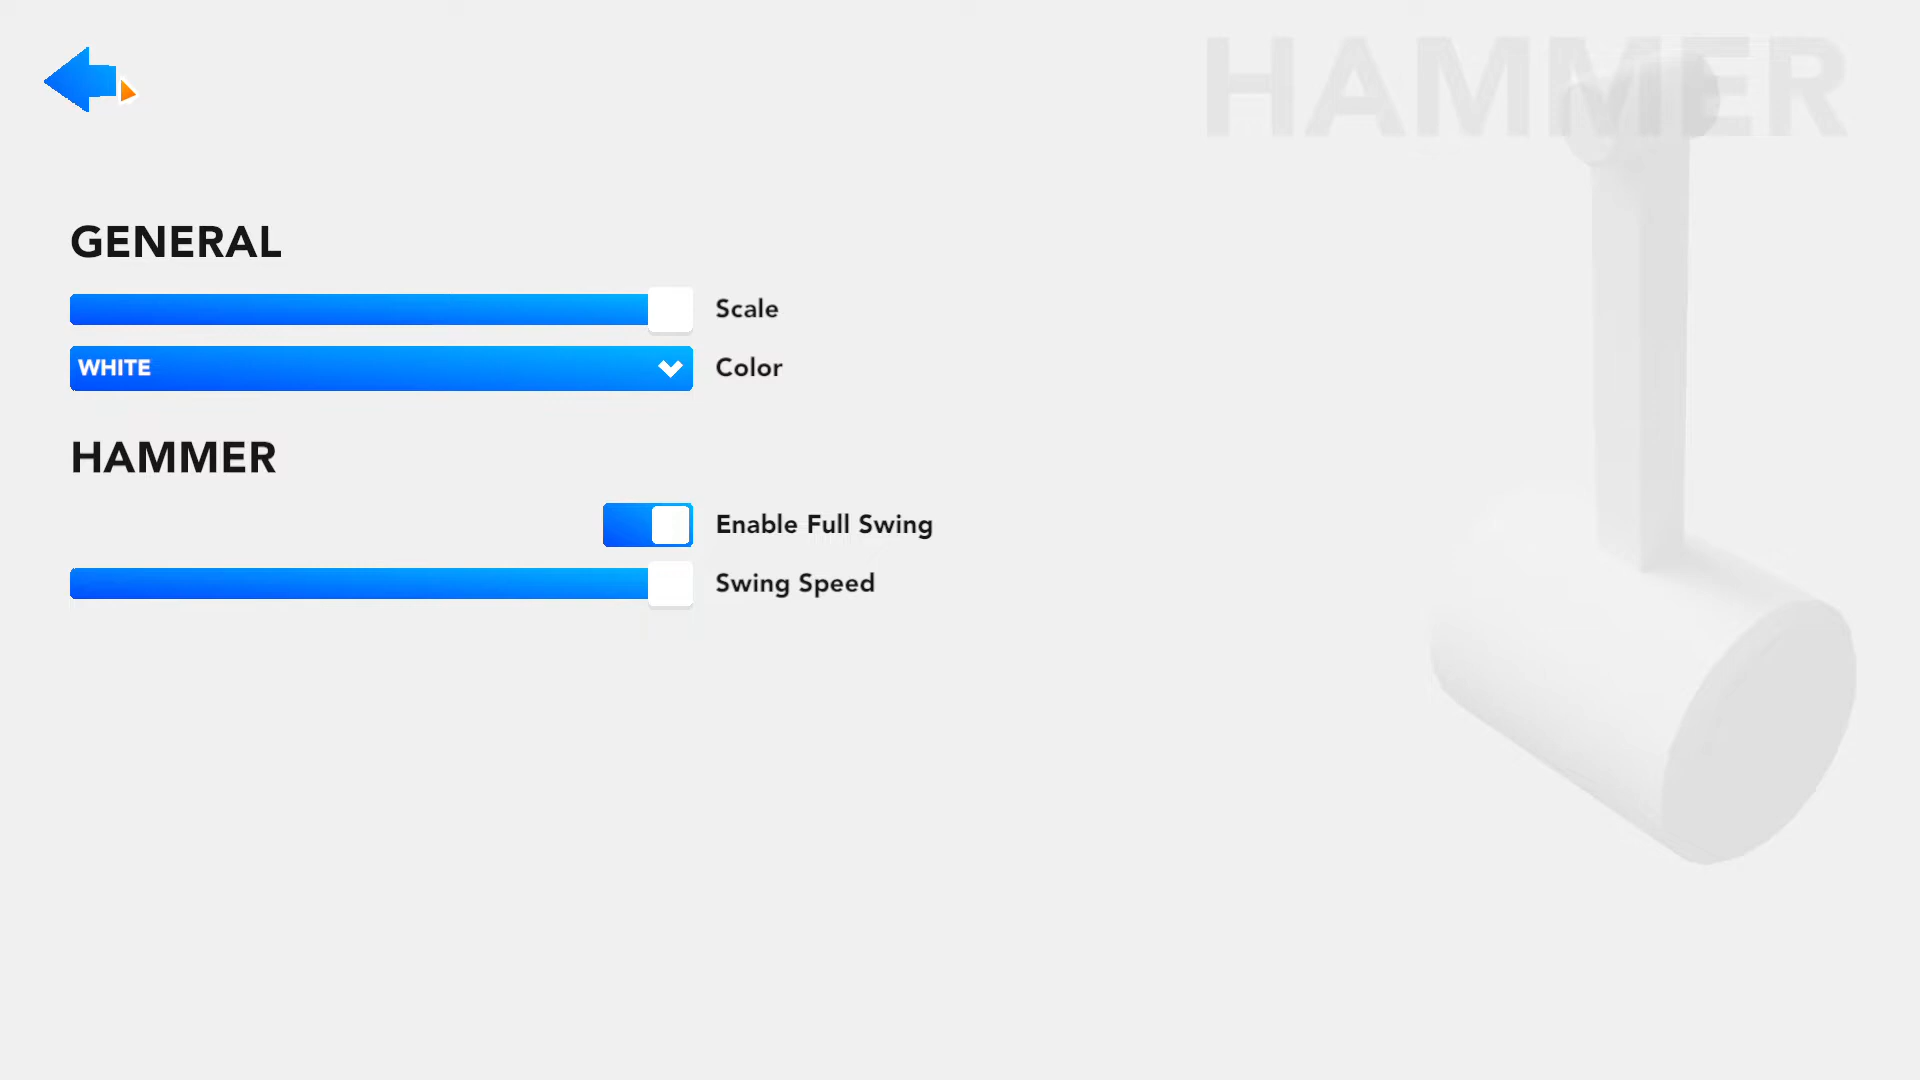 HAMMER
GENERAL
Scale
WHITE
Color
HAMMER
Enable Full Swing
Swing Speed